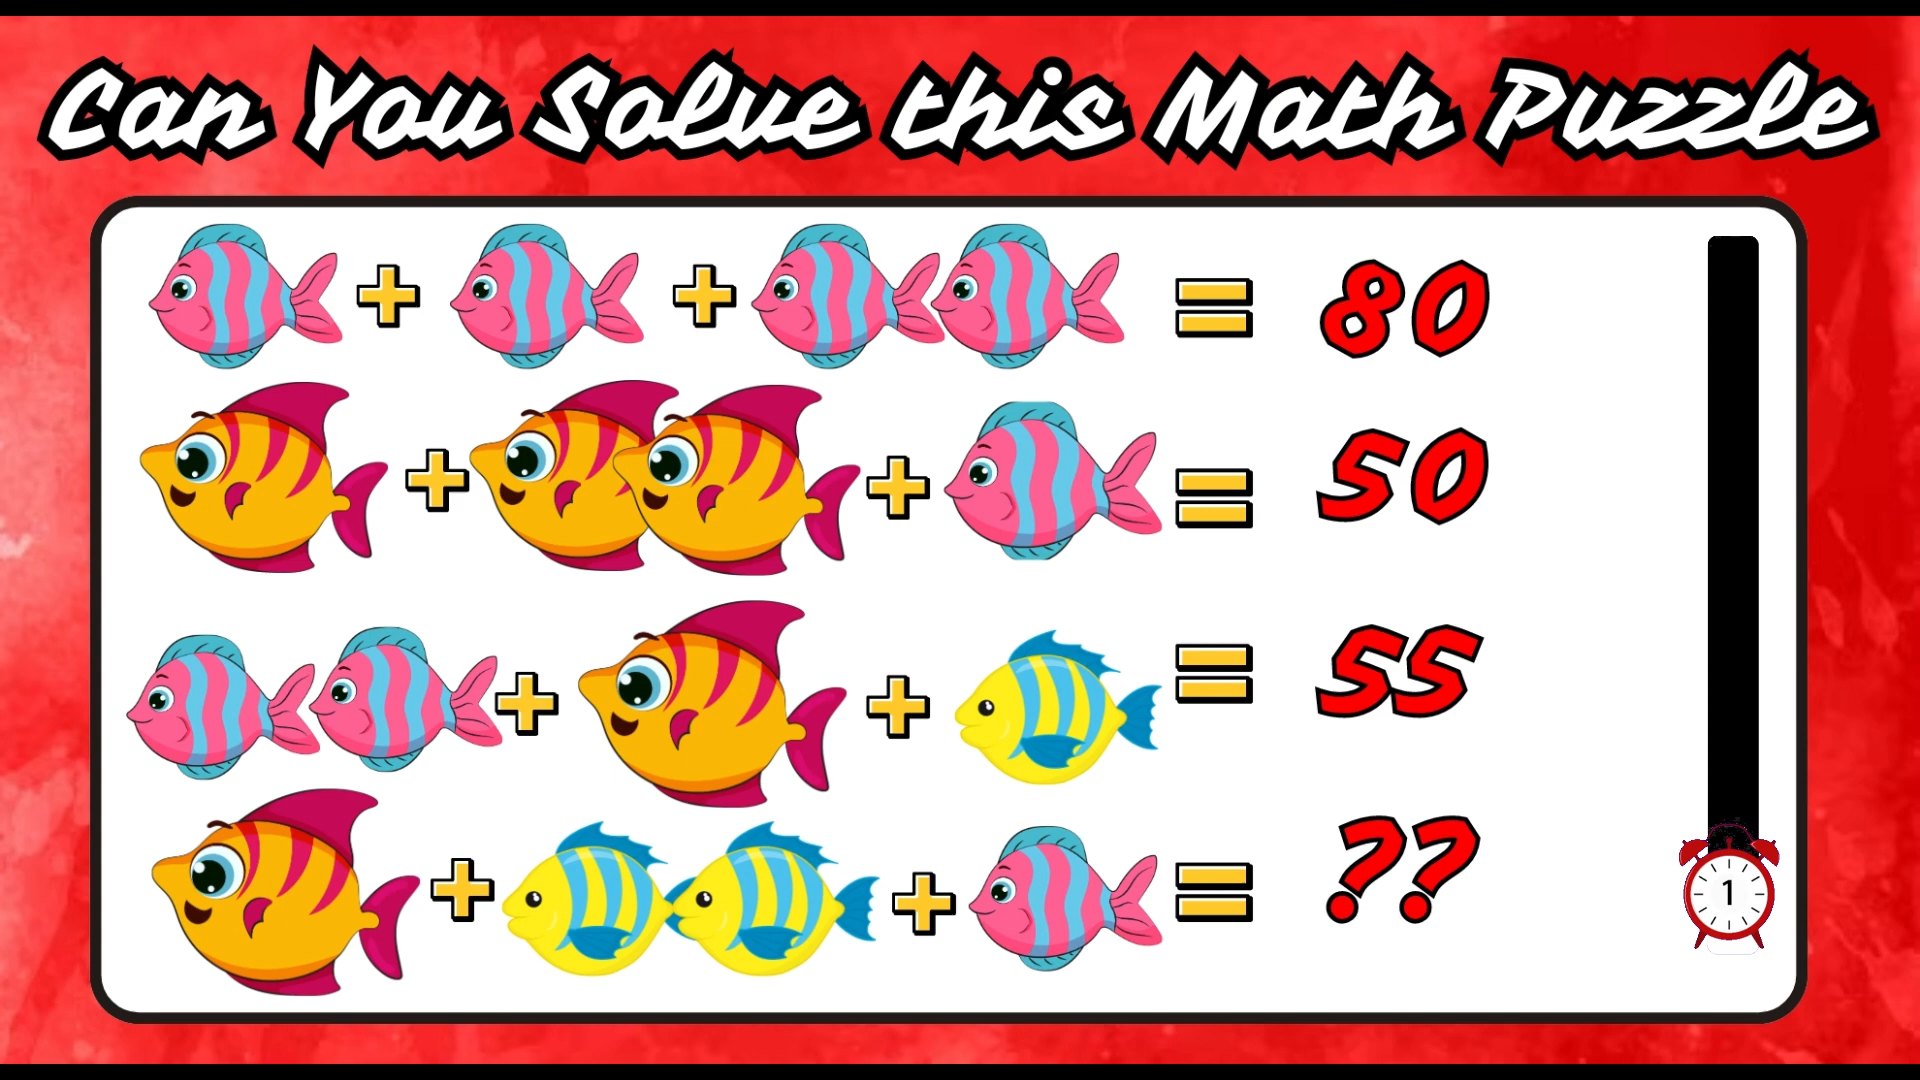 Can You Solve this Math Puzzle
+ + = 80
+ + = 50
+ + = 55
+ + = ??
1